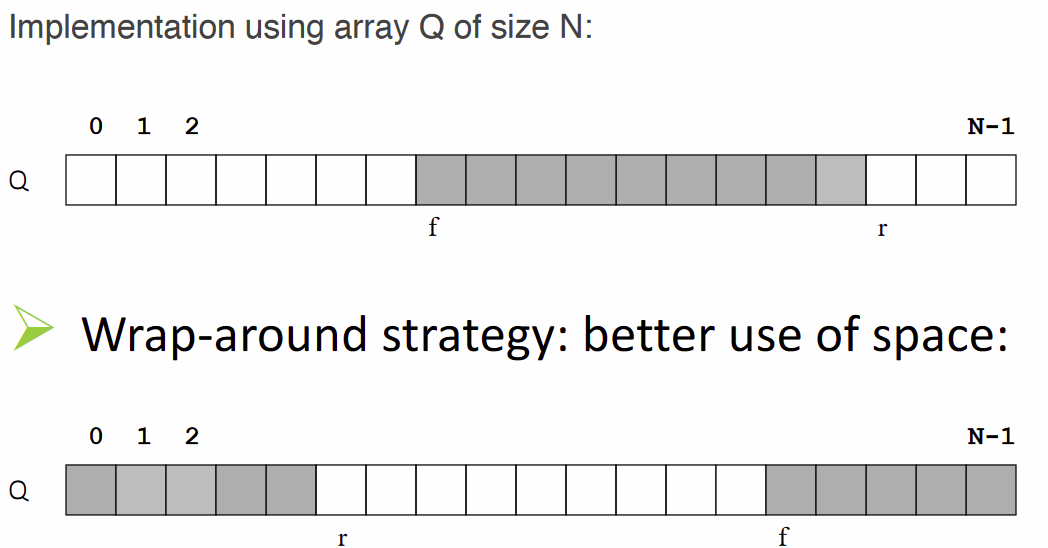 Implementation using array Q of size N:
0 1 2 N-1
Q
f r
Wrap-around strategy: better use of space:
0 1 2 N-1
Q
r f